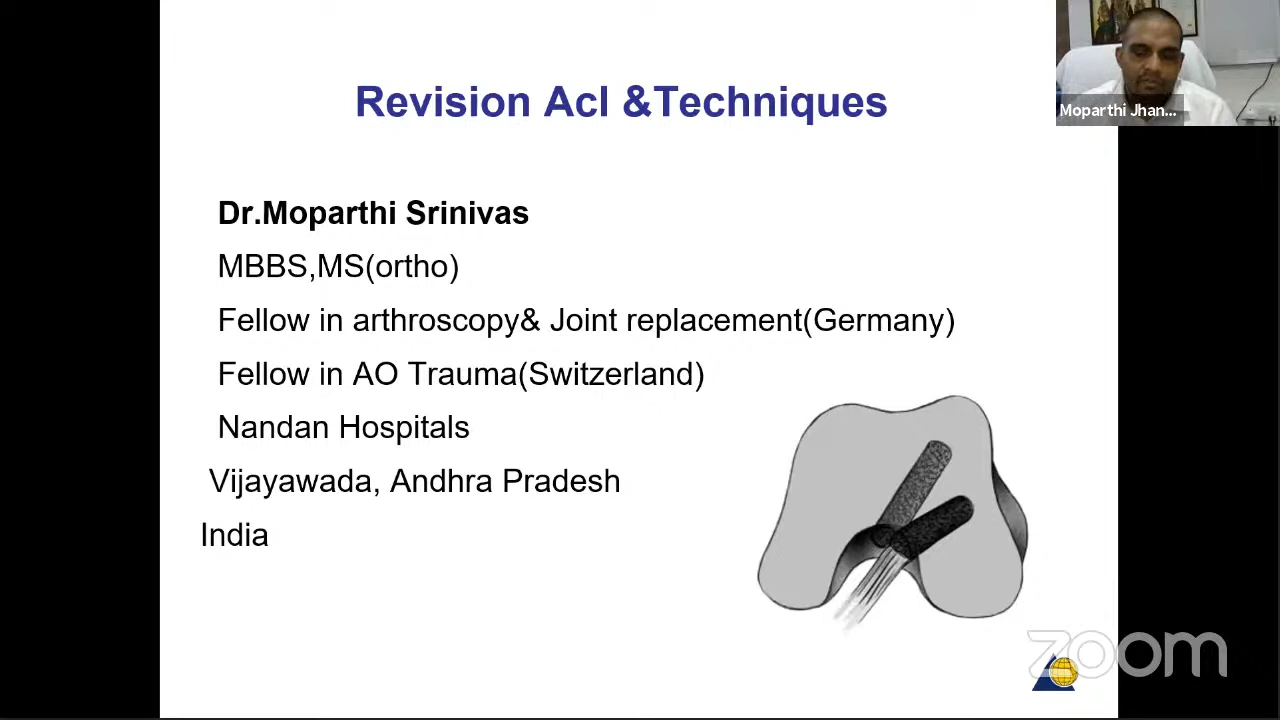 Revision Acl &Techniques
Moparthi Jhan...
Dr.Moparthi Srinivas
MBBS,MS(ortho)
Fellow in arthroscopy& Joint replacement(Germany)
Fellow in AO Trauma(Switzerland)
Nandan Hospitals
Vijayawada, Andhra Pradesh
India
zoom